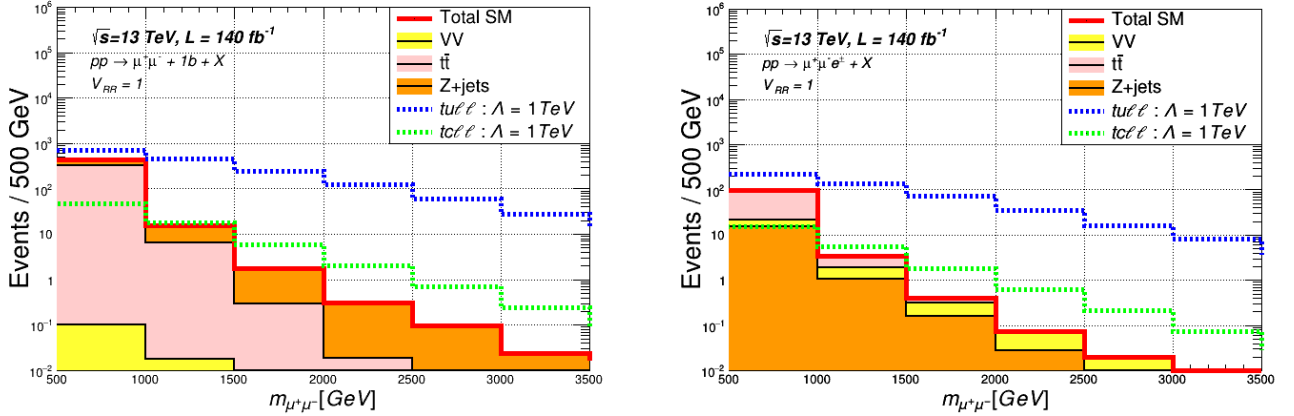 √s=13 TeV, L = 140 fb⁻¹
pp → μ⁺μ⁻ + 1b + X
V_RR = 1
Total SM
VV
tt̄
Z+jets
tuℓℓ : Λ = 1 TeV
tcℓℓ : Λ = 1 TeV
Events / 500 GeV
10⁶
10⁵
10⁴
10³
10²
10
1
10⁻¹
10⁻²
500 1000 1500 2000 2500 3000 3500
m_μ⁺μ⁻ [GeV]
√s=13 TeV, L = 140 fb⁻¹
pp → μ⁺μ⁻e± + X
V_RR = 1
Total SM
VV
tt̄
Z+jets
tuℓℓ : Λ = 1 TeV
tcℓℓ : Λ = 1 TeV
Events / 500 GeV
10⁶
10⁵
10⁴
10³
10²
10
1
10⁻¹
10⁻²
500 1000 1500 2000 2500 3000 3500
m_μ⁺μ⁻ [GeV]